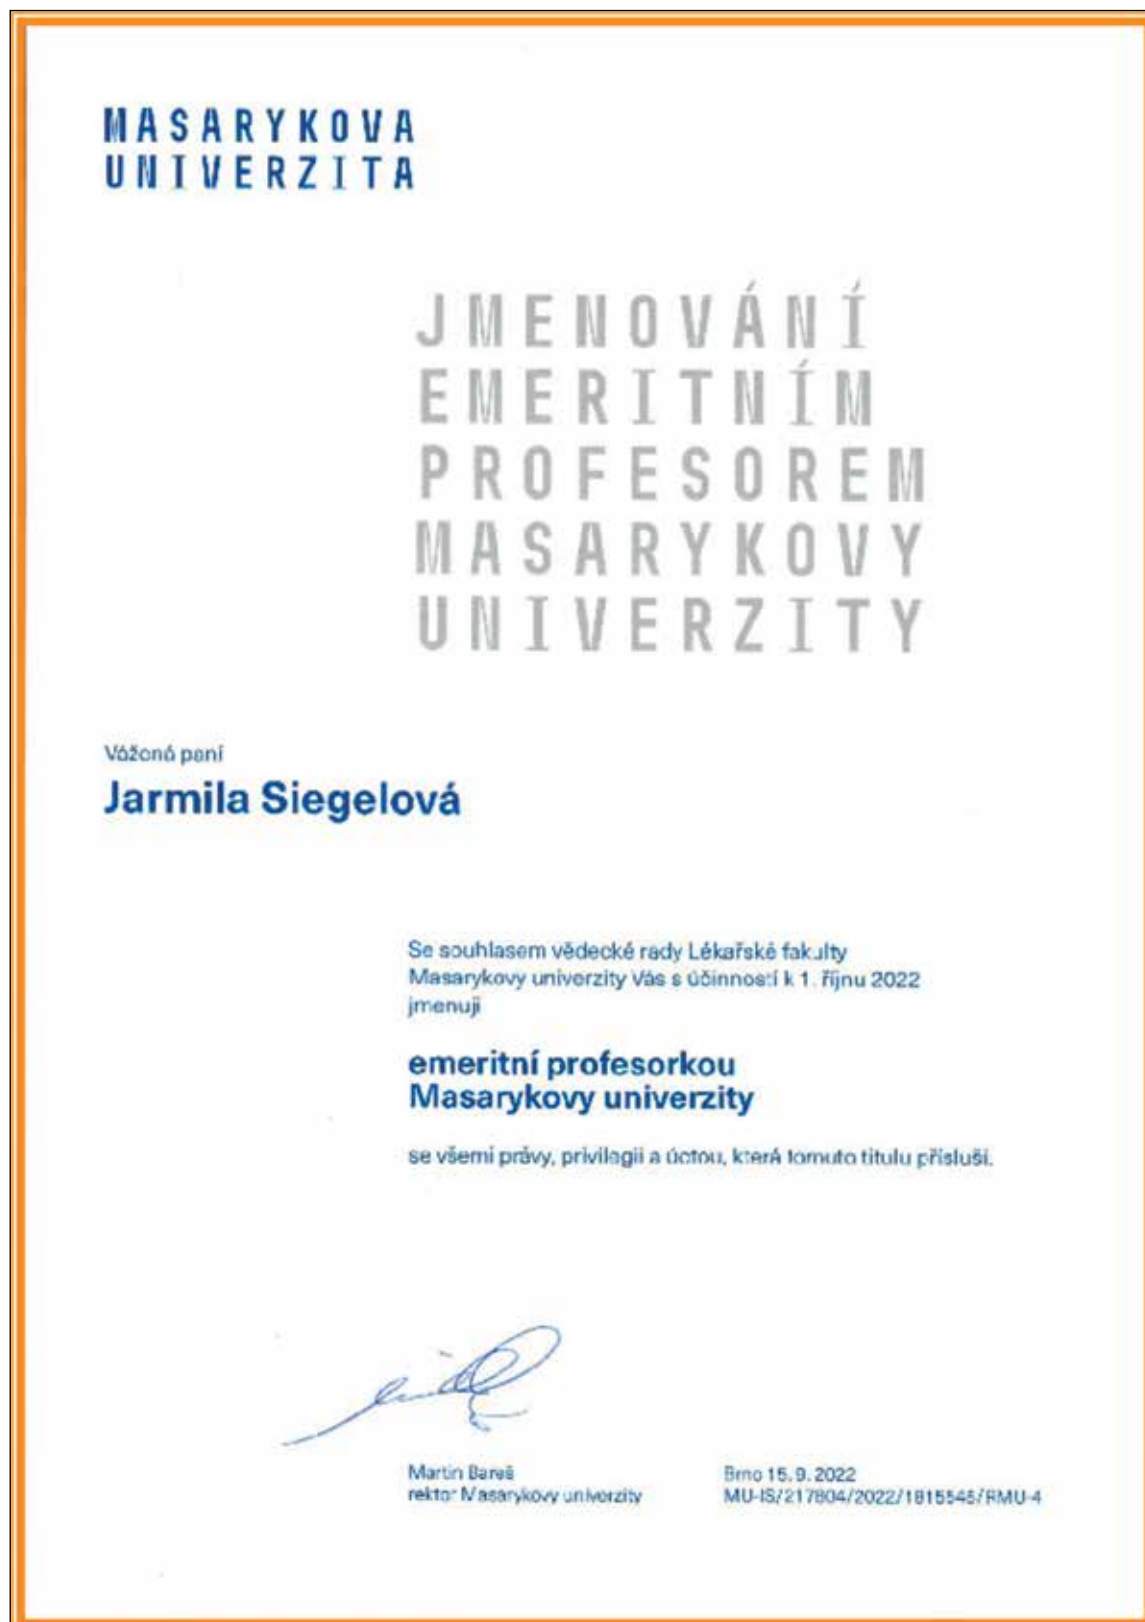 MASARYKOVA
UNIVERZITA
JMENOVÁNÍ
EMERITNÍM
PROFESOREM
MASARYKOVY
UNIVERZITY
Vážená paní
Jarmila Siegelová
Se souhlasem vědecké rady Lékařské fakulty
Masarykovy univerzity Vás s účinností k 1. říjnu 2022
jmenuji
emeritní profesorkou
Masarykovy univerzity
se všemi právy, privilegii a úctou, která tomuto titulu přísluší.
Martin Bareš
rektor Masarykovy univerzity
Brno 15. 9. 2022
MU-IS/217804/2022/1815545/RMU-4